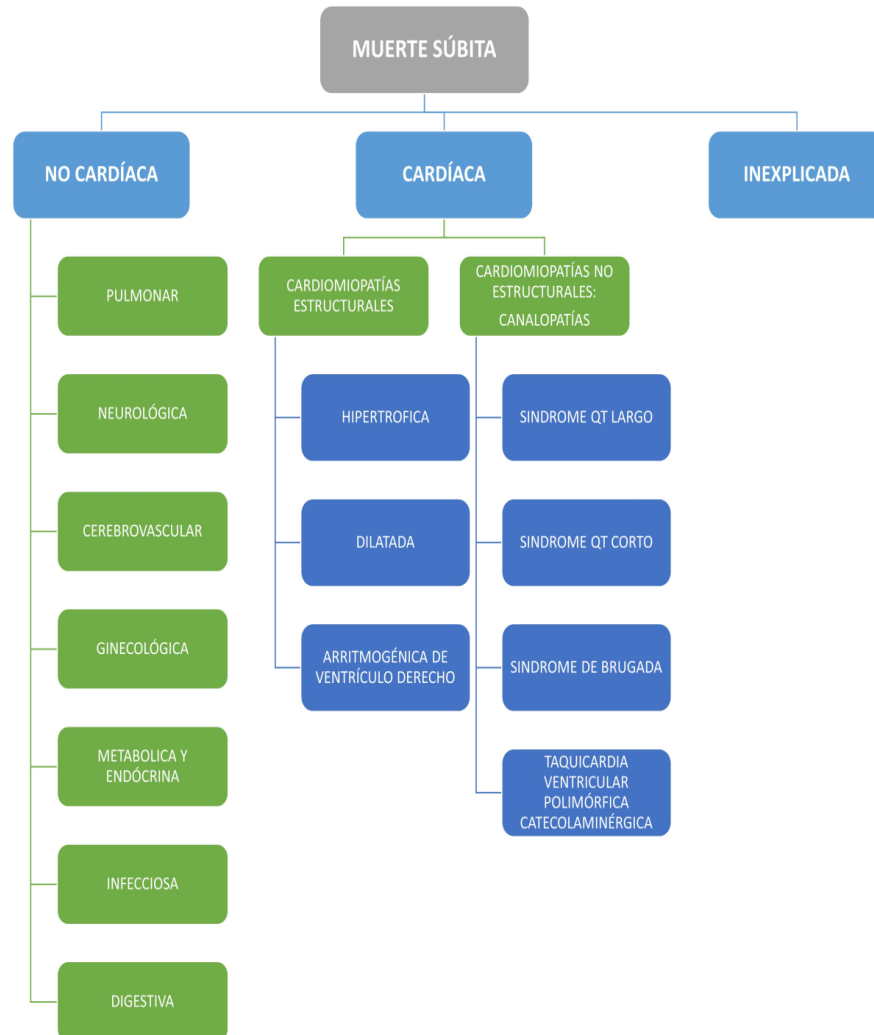 MUERTE SÚBITA
NO CARDÍACA
CARDÍACA
INEXPLICADA
PULMONAR
NEUROLÓGICA
CEREBROVASCULAR
GINECOLÓGICA
METABOLICA Y
ENDÓCRINA
INFECCIOSA
DIGESTIVA
CARDIOMIOPATÍAS
ESTRUCTURALES
HIPERTROFICA
DILATADA
ARRITMOGÉNICA DE
VENTRÍCULO DERECHO
CARDIOMIOPATÍAS NO
ESTRUCTURALES:
CANALOPATÍAS
SINDROME QT LARGO
SINDROME QT CORTO
SINDROME DE BRUGADA
TAQUICARDIA
VENTRICULAR
POLIMÓRFICA
CATECOLAMINÉRGICA